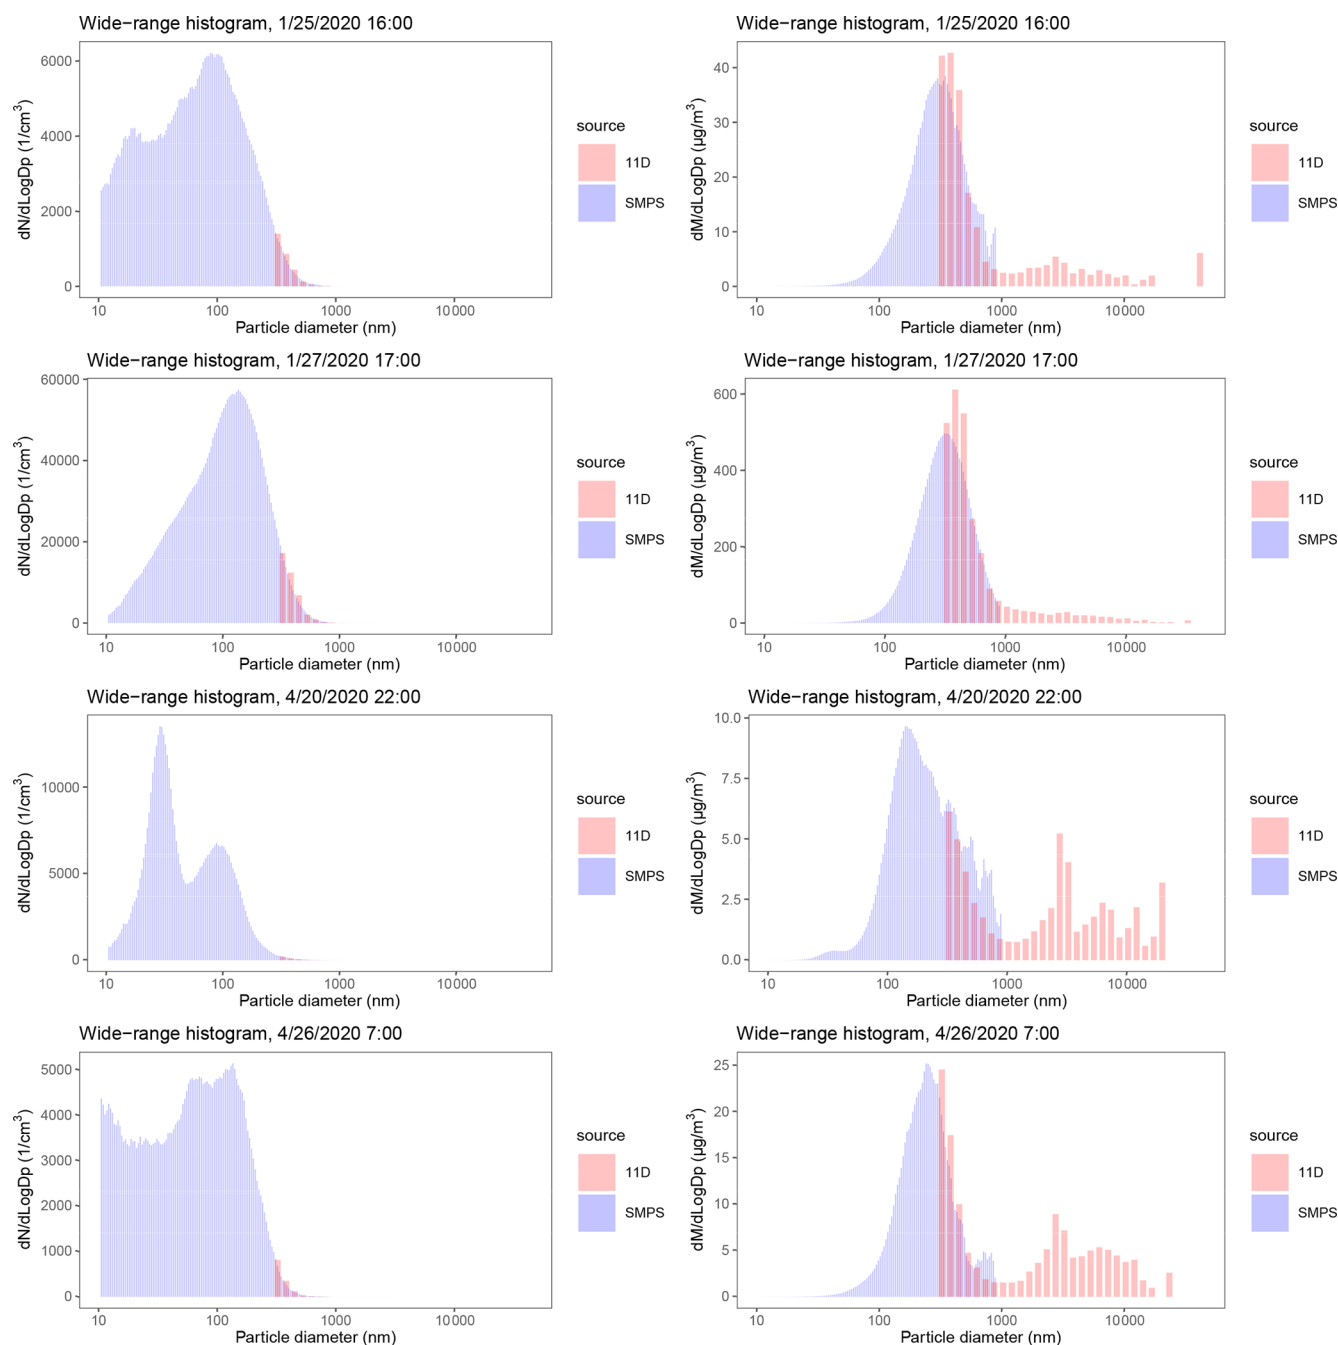 Wide−range histogram, 1/25/2020 16:00
dN/dLogDp (1/cm³)
6000
4000
2000
0
10
100
1000
10000
Particle diameter (nm)
source
11D
SMPS
Wide−range histogram, 1/25/2020 16:00
dM/dLogDp (µg/m³)
40
30
20
10
0
10
100
1000
10000
Particle diameter (nm)
source
11D
SMPS
Wide−range histogram, 1/27/2020 17:00
dN/dLogDp (1/cm³)
60000
40000
20000
0
10
100
1000
10000
Particle diameter (nm)
source
11D
SMPS
Wide−range histogram, 1/27/2020 17:00
dM/dLogDp (µg/m³)
600
400
200
0
10
100
1000
10000
Particle diameter (nm)
source
11D
SMPS
Wide−range histogram, 4/20/2020 22:00
dN/dLogDp (1/cm³)
10000
5000
0
10
100
1000
10000
Particle diameter (nm)
source
11D
SMPS
Wide−range histogram, 4/20/2020 22:00
dM/dLogDp (µg/m³)
10.0
7.5
5.0
2.5
0.0
10
100
1000
10000
Particle diameter (nm)
source
11D
SMPS
Wide−range histogram, 4/26/2020 7:00
dN/dLogDp (1/cm³)
5000
4000
3000
2000
1000
0
10
100
1000
10000
Particle diameter (nm)
source
11D
SMPS
Wide−range histogram, 4/26/2020 7:00
dM/dLogDp (µg/m³)
25
20
15
10
5
0
10
100
1000
10000
Particle diameter (nm)
source
11D
SMPS